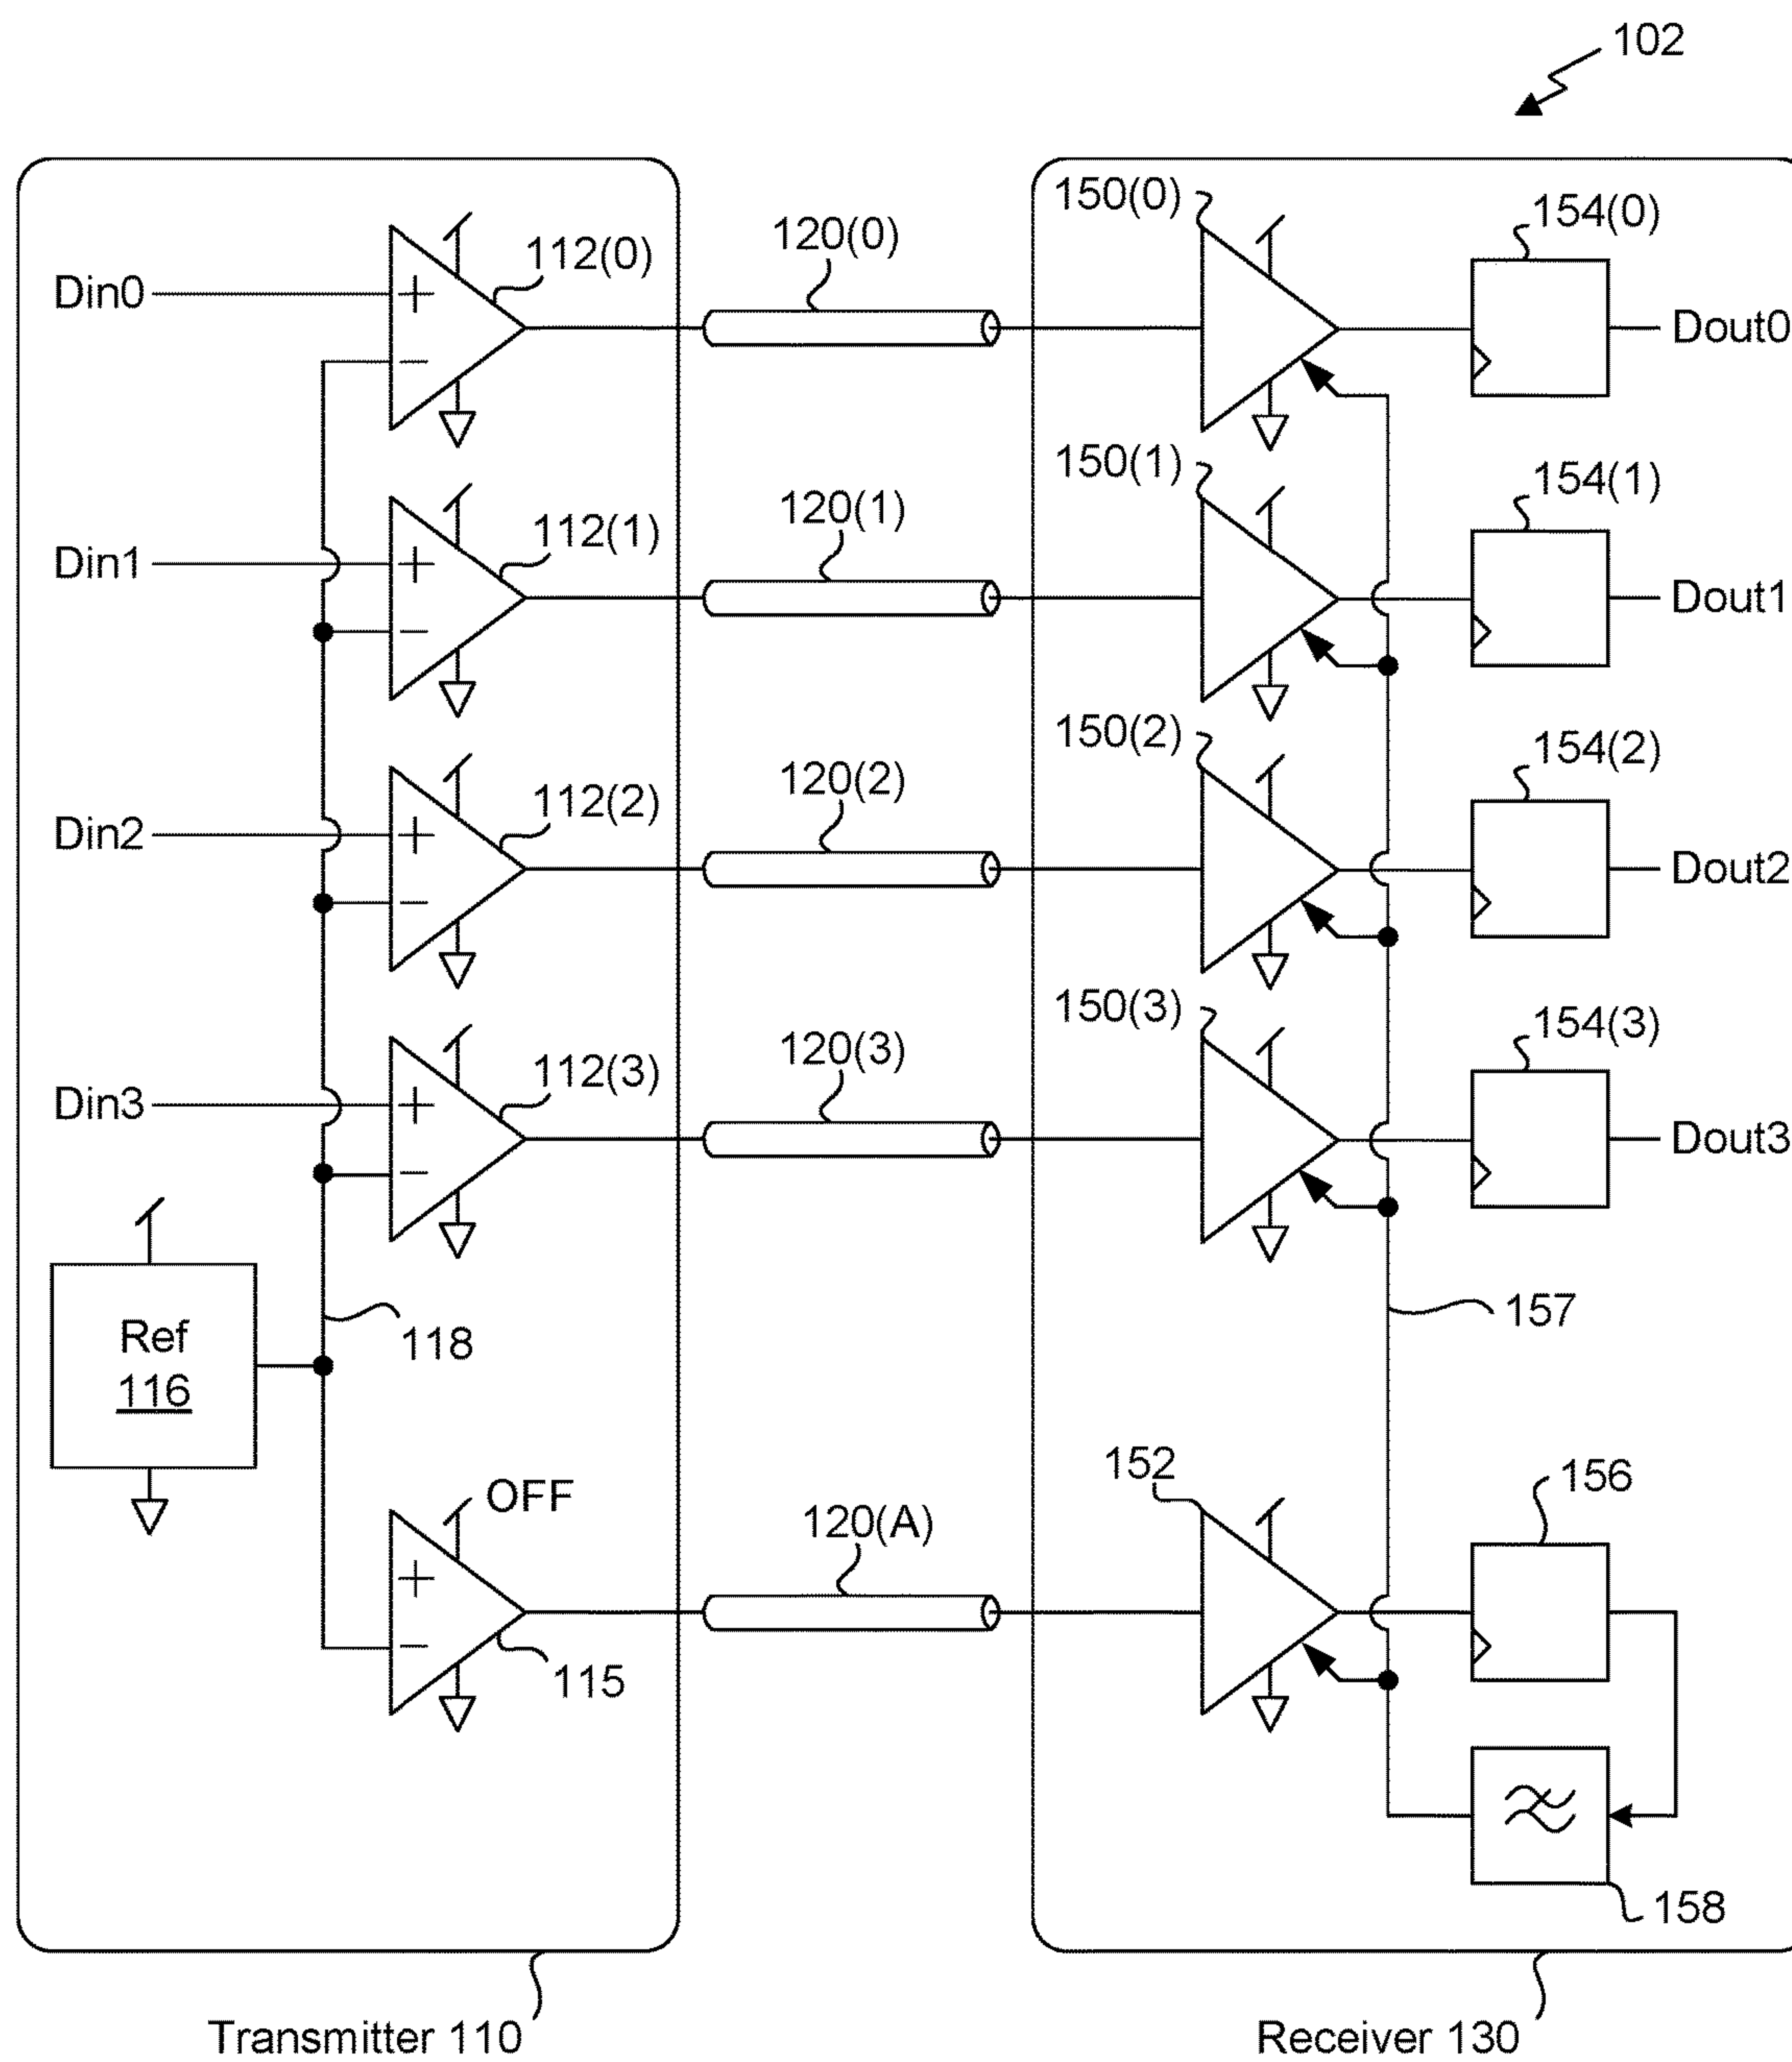 102
150(0)
154(0)
120(0)
112(0)
Din0
+
−
Dout0
150(1)
154(1)
120(1)
112(1)
Din1
+
−
Dout1
150(2)
154(2)
120(2)
112(2)
Din2
+
−
Dout2
150(3)
154(3)
120(3)
112(3)
Din3
+
−
Dout3
Ref
116
118
157
OFF
152
156
120(A)
+
−
115
158
Transmitter 110
Receiver 130